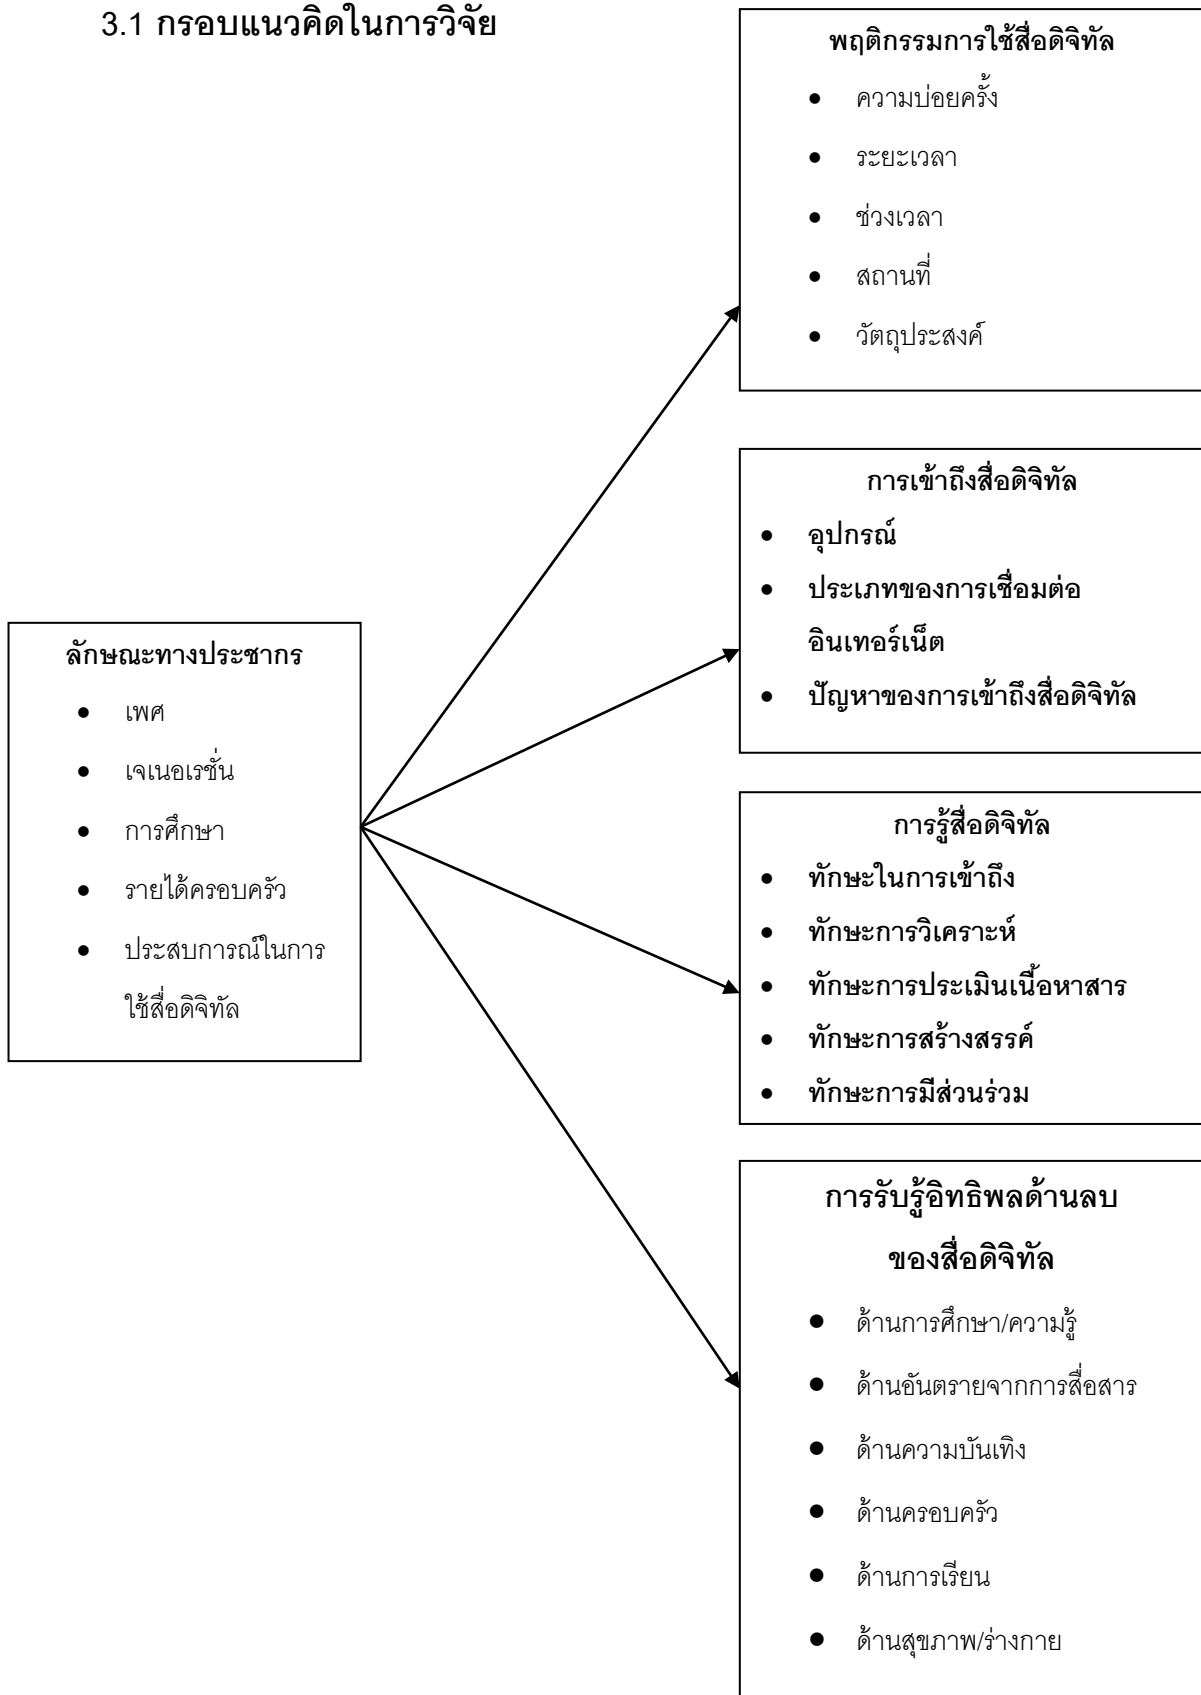 3.1 กรอบแนวคิดในการวิจัย
พฤติกรรมการใช้สื่อดิจิทัล
• ความบ่อยครั้ง
• ระยะเวลา
• ช่วงเวลา
• สถานที่
• วัตถุประสงค์
การเข้าถึงสื่อดิจิทัล
• อุปกรณ์
• ประเภทของการเชื่อมต่อ
อินเทอร์เน็ต
• ปัญหาของการเข้าถึงสื่อดิจิทัล
ลักษณะทางประชากร
• เพศ
• เจเนอเรชั่น
• การศึกษา
• รายได้ครอบครัว
• ประสบการณ์ในการ
ใช้สื่อดิจิทัล
การรู้สื่อดิจิทัล
• ทักษะในการเข้าถึง
• ทักษะการวิเคราะห์
• ทักษะการประเมินเนื้อหาสาร
• ทักษะการสร้างสรรค์
• ทักษะการมีส่วนร่วม
การรับรู้อิทธิพลด้านลบ
ของสื่อดิจิทัล
• ด้านการศึกษา/ความรู้
• ด้านอันตรายจากการสื่อสาร
• ด้านความบันเทิง
• ด้านครอบครัว
• ด้านการเรียน
• ด้านสุขภาพ/ร่างกาย